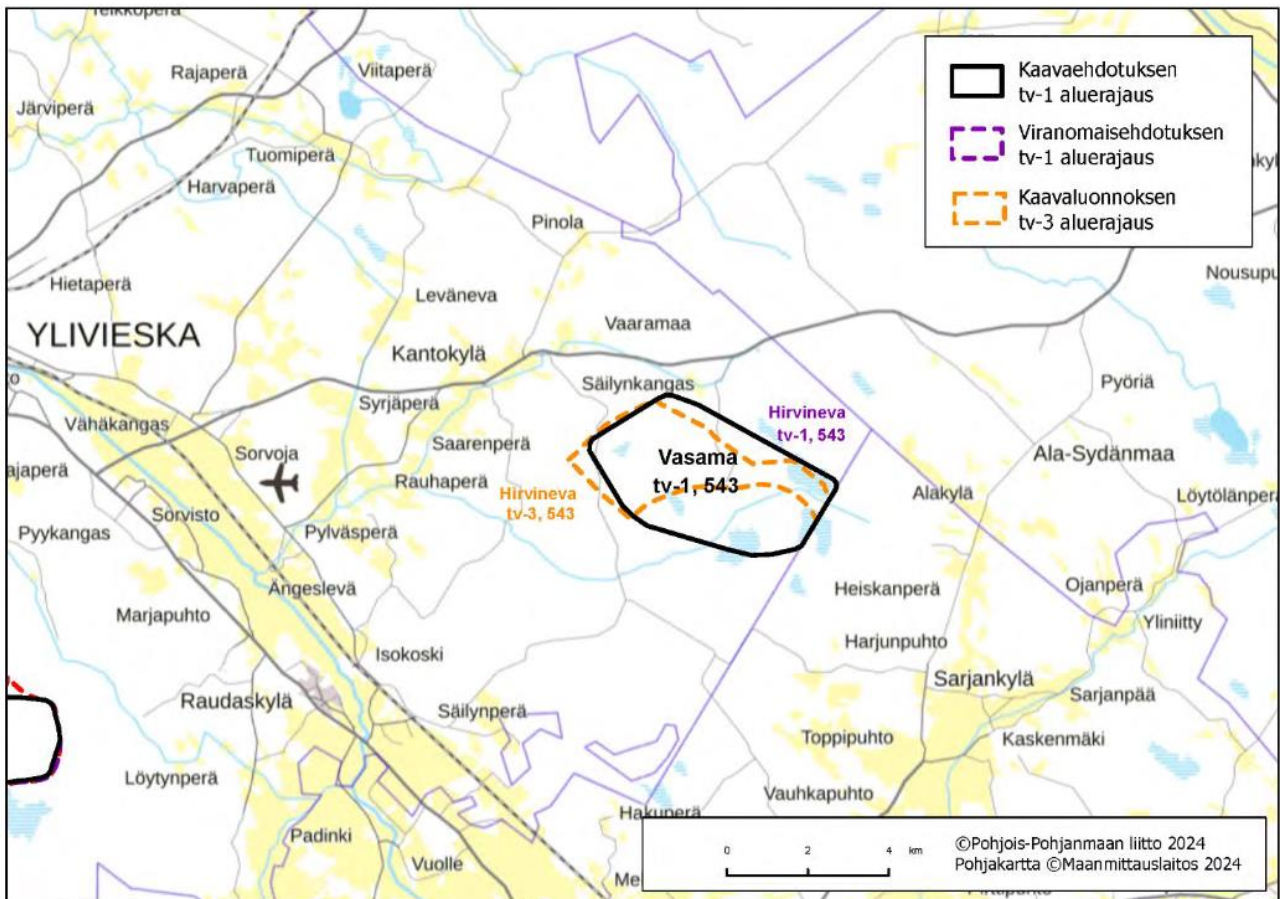 Teikkoperä
Rajaperä
Viitaperä
Järviperä
Tuomiperä
Harvaperä
Pinola
Hietaperä
Leväneva
Vaaramaa
YLIVIESKA
Kantokylä
Säilynkangas
Syrjäperä
Vähäkangas
Saarenperä
Sorvoja
Rauhaperä
Sorvisto
Pyykangas
Pylväsperä
Ängeslevä
Marjapuhto
Isokoski
Raudaskylä
Säilynperä
Löytynperä
Padinki
Vuolle
Hakuperä
Hirvineva
tv-1, 543
Vasama
tv-1, 543
Hirvineva
tv-3, 543
Nousupu
Pyöriä
Ala-Sydänmaa
Alakylä
Löytölänperä
Heiskanperä
Ojanperä
Yliniitty
Harjunpuhto
Sarjankylä
Sarjanpää
Toppipuhto
Kaskenmäki
Vauhkapuhto
Me
Kaavaehdotuksen
tv-1 aluerajaus
Viranomaisehdotuksen
tv-1 aluerajaus
Kaavaluonnoksen
tv-3 aluerajaus
0 2 4 km
©Pohjois-Pohjanmaan liitto 2024
Pohjakartta ©Maanmittauslaitos 2024